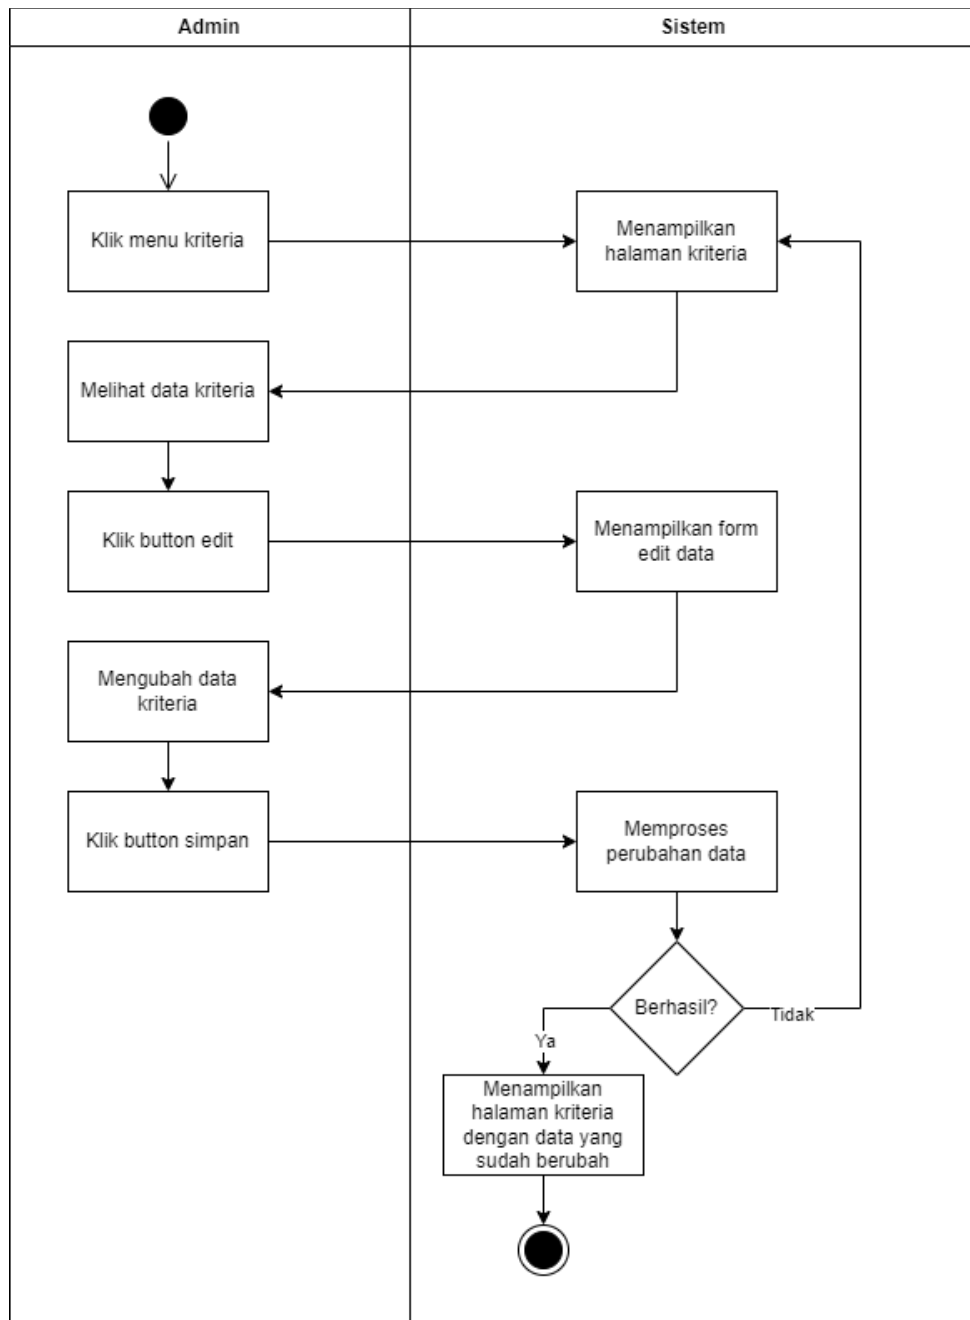 Admin
Sistem
Klik menu kriteria
Menampilkan
halaman kriteria
Melihat data kriteria
Klik button edit
Menampilkan form
edit data
Mengubah data
kriteria
Klik button simpan
Memproses
perubahan data
Berhasil?
Tidak
Ya
Menampilkan
halaman kriteria
dengan data yang
sudah berubah